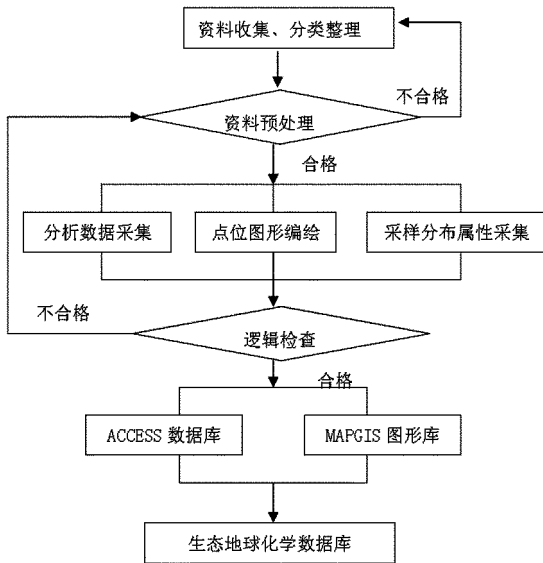 资料收集、分类整理
不合格
资料预处理
合格
分析数据采集
点位图形编绘
采样分布属性采集
不合格
逻辑检查
合格
ACCESS 数据库
MAPGIS 图形库
生态地球化学数据库